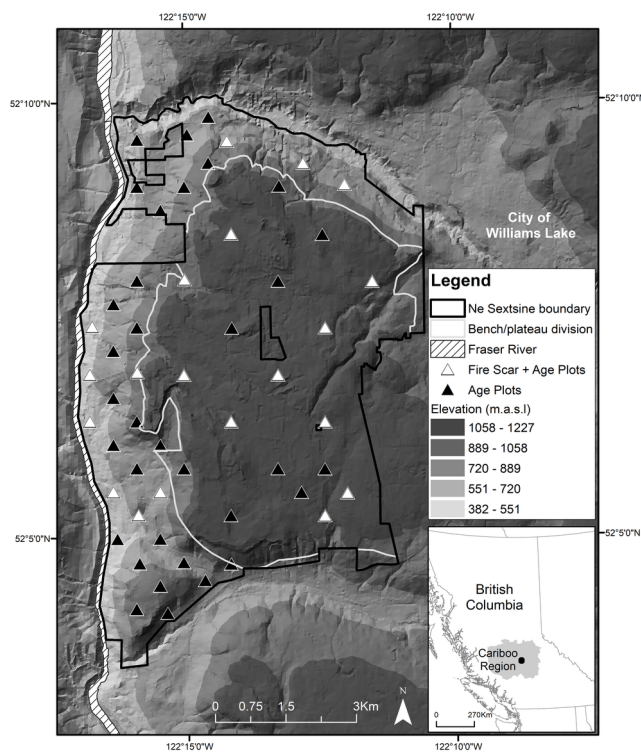 122°15'0"W
122°10'0"W
52°10'0"N
52°10'0"N
City of
Williams Lake
Legend
Ne Sextsine boundary
Bench/plateau division
Fraser River
Fire Scar + Age Plots
Age Plots
Elevation (m.a.s.l)
1058 - 1227
889 - 1058
720 - 889
551 - 720
382 - 551
52°5'0"N
52°5'0"N
British
Columbia
Cariboo
Region
0 270Km
N
0 0.75 1.5 3Km
122°15'0"W
122°10'0"W